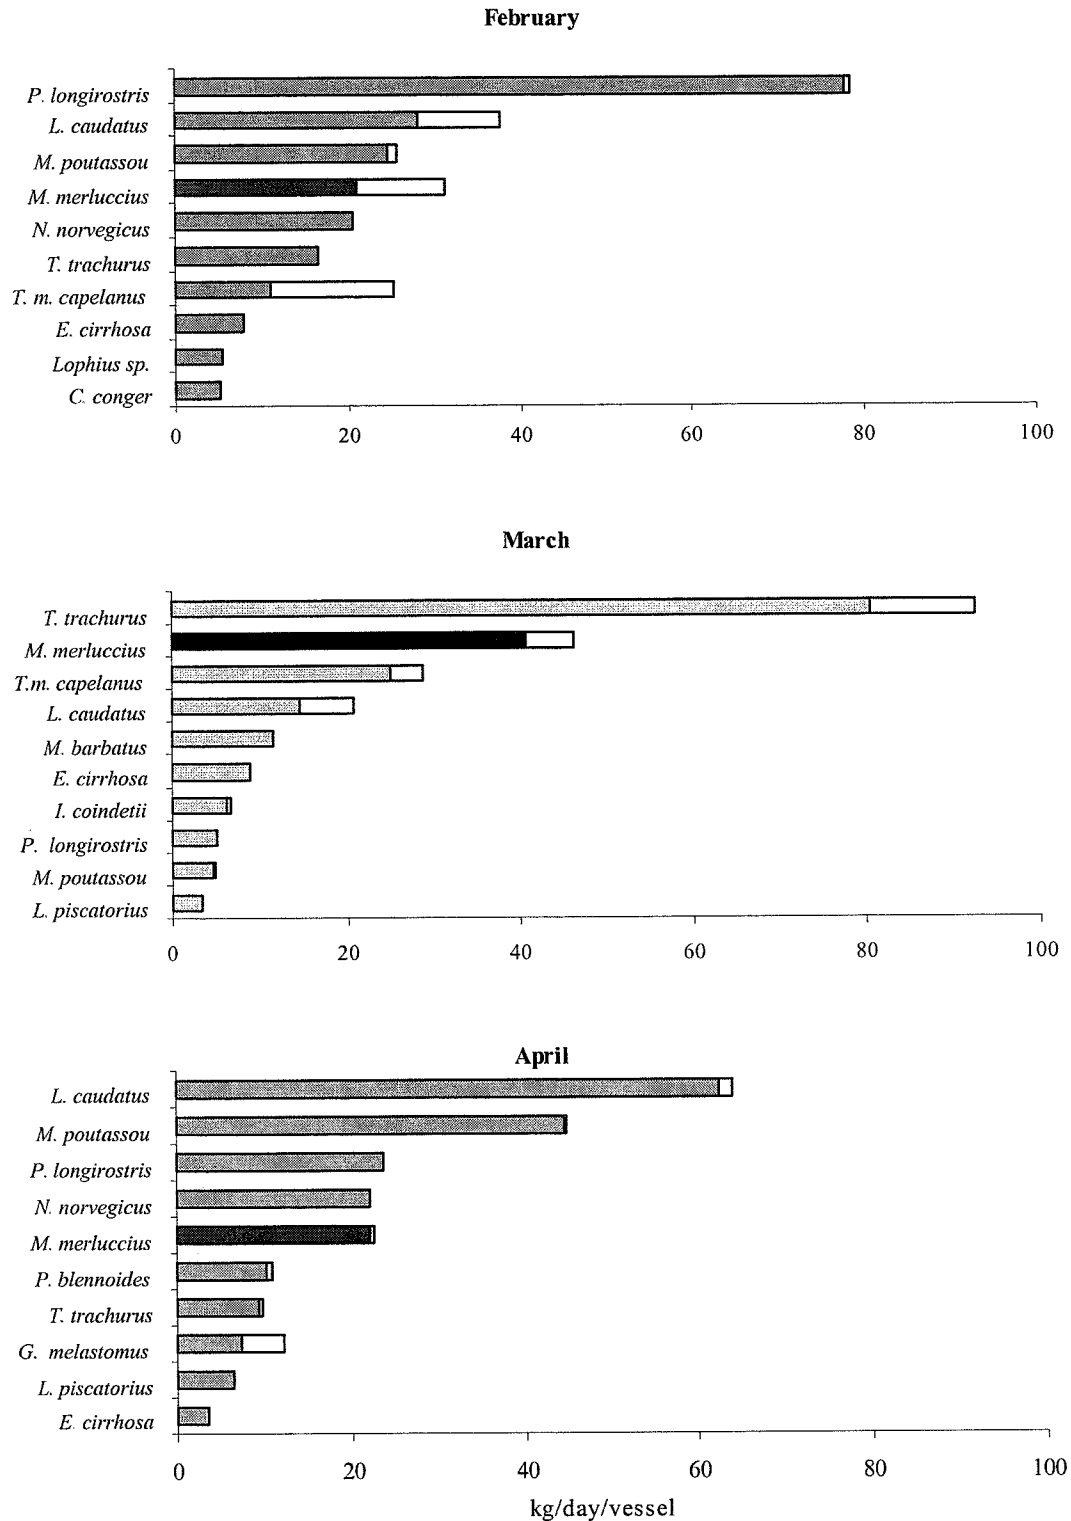 February
P. longirostris
L. caudatus
M. poutassou
M. merluccius
N. norvegicus
T. trachurus
T. m. capelanus
E. cirrhosa
Lophius sp.
C. conger
0 20 40 60 80 100
March
T. trachurus
M. merluccius
T.m. capelanus
L. caudatus
M. barbatus
E. cirrhosa
I. coindetii
P. longirostris
M. poutassou
L. piscatorius
0 20 40 60 80 100
April
L. caudatus
M. poutassou
P. longirostris
N. norvegicus
M. merluccius
P. blennoides
T. trachurus
G. melastomus
L. piscatorius
E. cirrhosa
0 20 40 60 80 100
kg/day/vessel